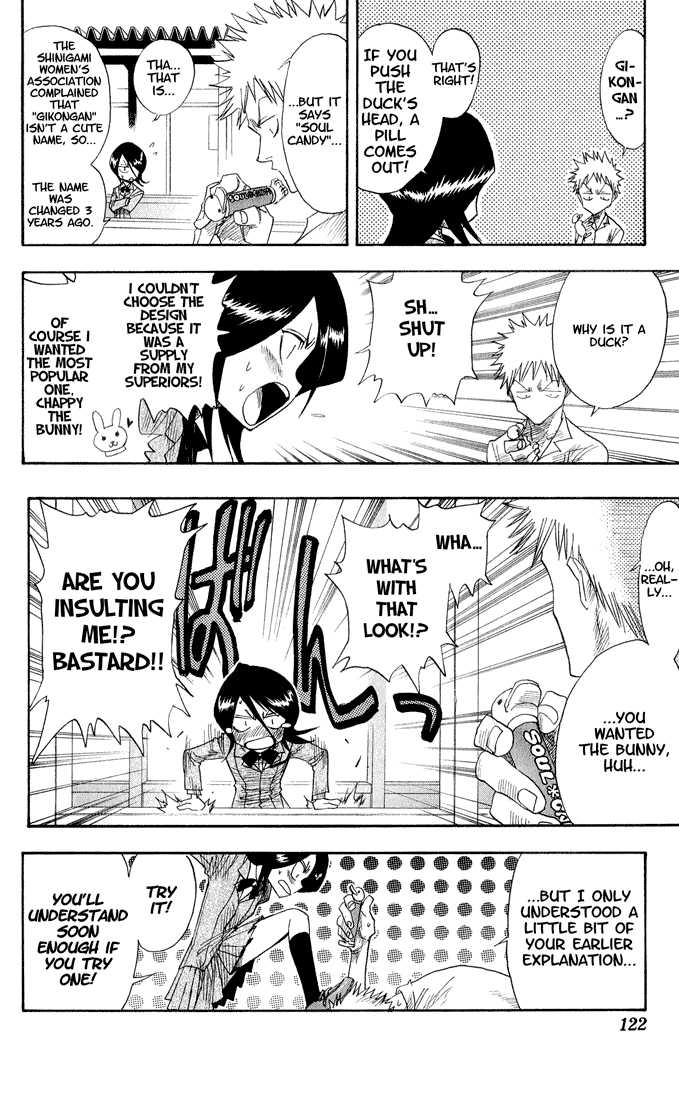 GI-
KON-
GAN
...?
THAT'S
RIGHT!
IF YOU
PUSH
THE
DUCK'S
HEAD, A
PILL
COMES
OUT!
...BUT IT
SAYS
"SOUL
CANDY"...
THA...
THAT
IS...
THE
SHINIGAMI
WOMEN'S
ASSOCIATION
COMPLAINED
THAT
"GIKONGAN"
ISN'T A CUTE
NAME, SO...
THE NAME
WAS
CHANGED 3
YEARS AGO.
WHY IS IT A
DUCK?
SH...
SHUT
UP!
I COULDN'T
CHOOSE THE
DESIGN
BECAUSE IT
WAS A
SUPPLY
FROM MY
SUPERIORS!
OF
COURSE I
WANTED
THE MOST
POPULAR
ONE,
CHAPPY
THE
BUNNY!
...OH,
REAL-
LY...
...YOU
WANTED
THE BUNNY,
HUH...
SOUL*
WHA...
WHAT'S
WITH
THAT
LOOK!?
ばんっ
ARE YOU
INSULTING
ME!?
BASTARD!!
...BUT I ONLY
UNDERSTOOD A
LITTLE BIT OF
YOUR EARLIER
EXPLANATION...
TRY
IT!
YOU'LL
UNDERSTAND
SOON
ENOUGH IF
YOU TRY
ONE!
122